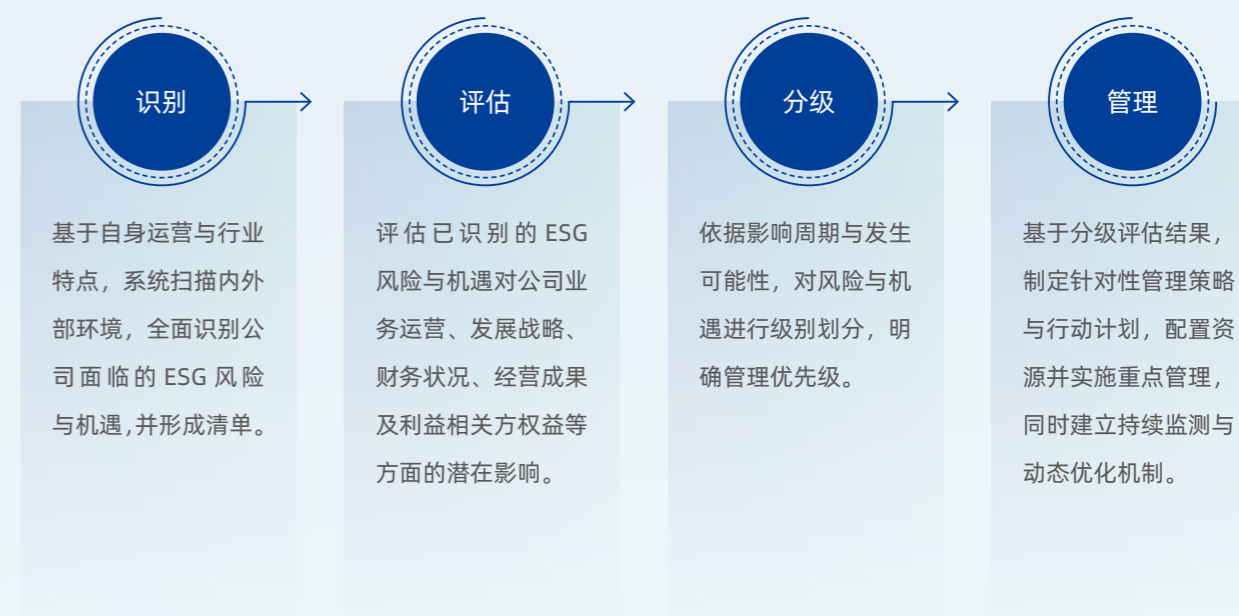 识别
基于自身运营与行业
特点，系统扫描内外
部环境，全面识别公
司面临的 ESG 风险
与机遇，并形成清单。
评估
评估已识别的 ESG
风险与机遇对公司业
务运营、发展战略、
财务状况、经营成果
及利益相关方权益等
方面的潜在影响。
分级
依据影响周期与发生
可能性，对风险与机
遇进行级别划分，明
确管理优先级。
管理
基于分级评估结果，
制定针对性管理策略
与行动计划，配置资
源并实施重点管理，
同时建立持续监测与
动态优化机制。